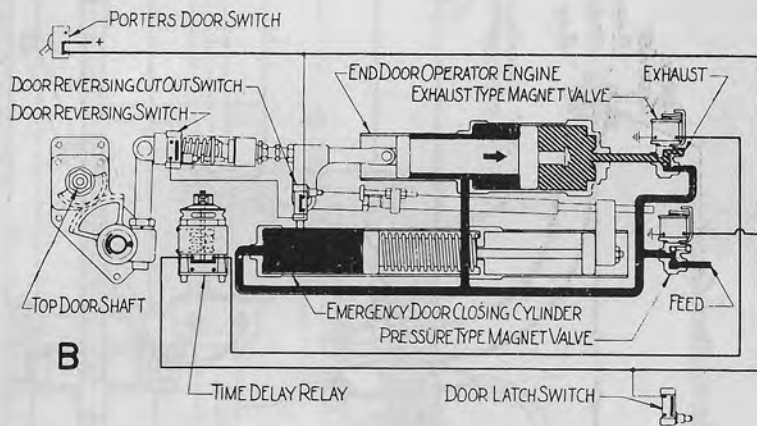 PORTERS DOOR SWITCH
+
DOOR REVERSING CUT OUT SWITCH
DOOR REVERSING SWITCH
END DOOR OPERATOR ENGINE
EXHAUST TYPE MAGNET VALVE
EXHAUST
TOP DOOR SHAFT
EMERGENCY DOOR CLOSING CYLINDER
PRESSURE TYPE MAGNET VALVE
FEED
B
TIME DELAY RELAY
DOOR LATCH SWITCH